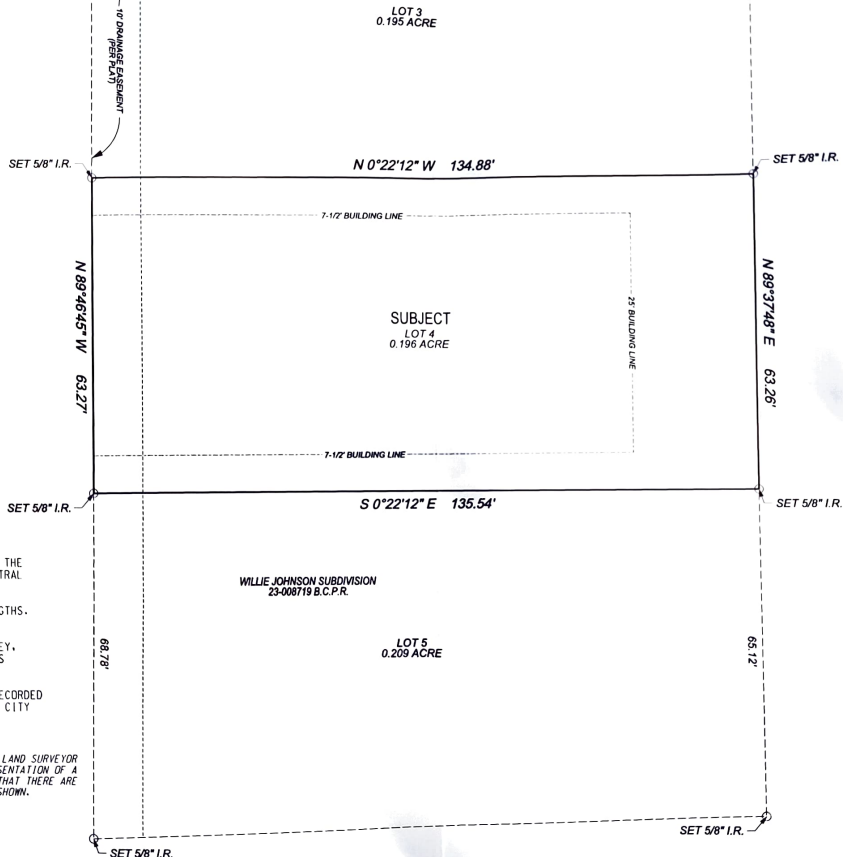 LOT 3
0.195 ACRE
10' DRAINAGE EASEMENT
(PER PLAT)
SET 5/8" I.R.
N 0°22'12" W 134.88'
SET 5/8" I.R.
7-1/2' BUILDING LINE
N 89°46'45" W 63.27'
SUBJECT
LOT 4
0.196 ACRE
25' BUILDING LINE
N 89°37'48" E 63.26'
7-1/2' BUILDING LINE
SET 5/8" I.R.
S 0°22'12" E 135.54'
SET 5/8" I.R.
THE
TRAL
GTHS.
EY.
S
ECORDED
CITY
LAND SURVEYOR
SENTATION OF A
THAT THERE ARE
SHOWN.
WILLIE JOHNSON SUBDIVISION
23-008719 B.C.P.R.
68.78'
LOT 5
0.209 ACRE
65.12'
SET 5/8" I.R.
SET 5/8" I.R.